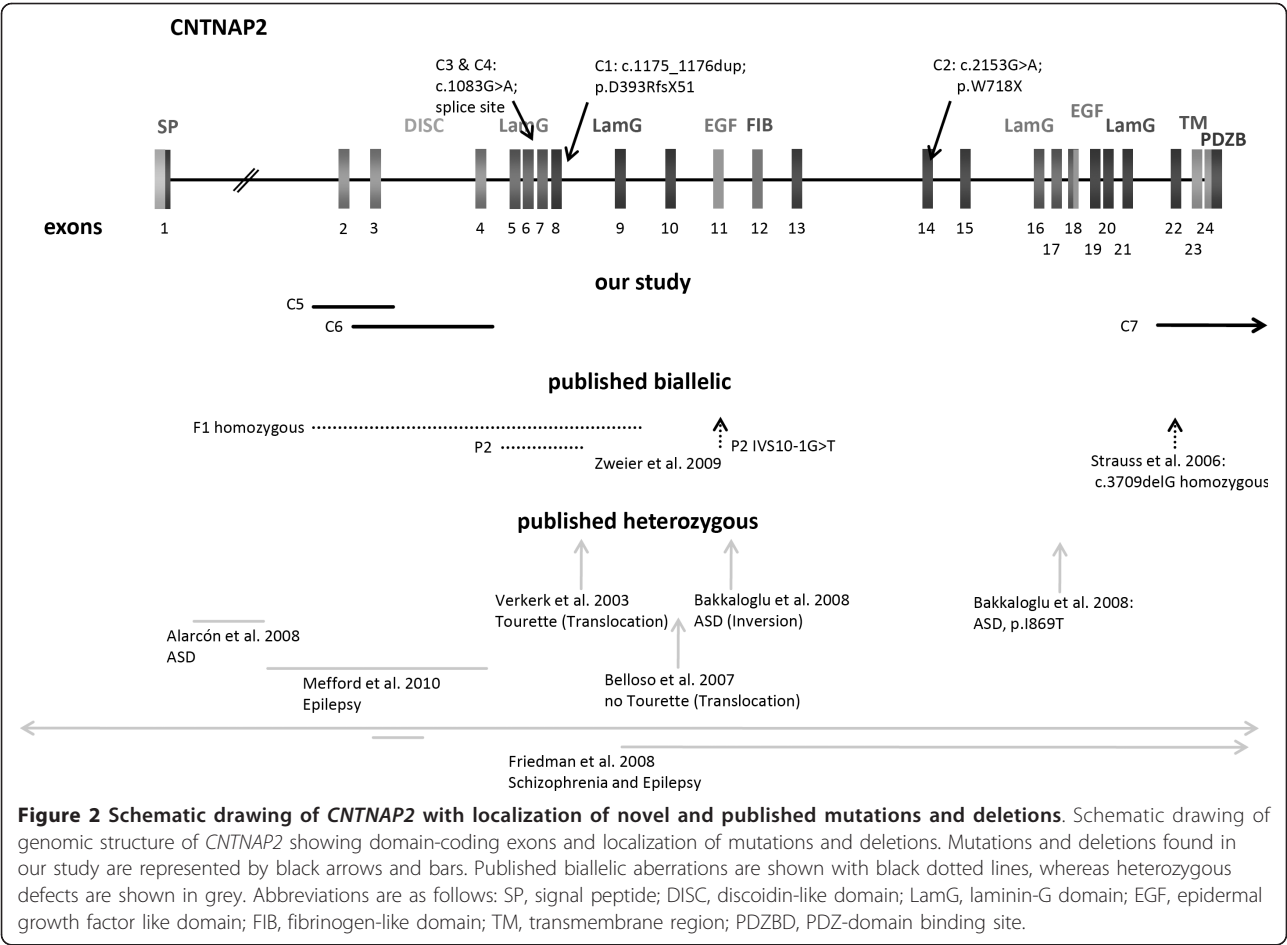 CNTNAP2
C3 & C4:
c.1083G>A;
splice site
C1: c.1175_1176dup;
p.D393RfsX51
C2: c.2153G>A;
p.W718X
SP DISC LamG LamG EGF FIB LamG EGF LamG TM PDZB
exons 1 2 3 4 5 6 7 8 9 10 11 12 13 14 15 16 17 18 19 20 21 22 23 24
our study
C5
C6
C7
published biallelic
F1 homozygous
P2
P2 IVS10-1G>T
Zweier et al. 2009
Strauss et al. 2006:
c.3709delG homozygous
published heterozygous
Verkerk et al. 2003
Tourette (Translocation)
Bakkaloglu et al. 2008
ASD (Inversion)
Bakkaloglu et al. 2008:
ASD, p.I869T
Alarcón et al. 2008
ASD
Mefford et al. 2010
Epilepsy
Belloso et al. 2007
no Tourette (Translocation)
Friedman et al. 2008
Schizophrenia and Epilepsy
Figure 2 Schematic drawing of CNTNAP2 with localization of novel and published mutations and deletions. Schematic drawing of
genomic structure of CNTNAP2 showing domain-coding exons and localization of mutations and deletions. Mutations and deletions found in
our study are represented by black arrows and bars. Published biallelic aberrations are shown with black dotted lines, whereas heterozygous
defects are shown in grey. Abbreviations are as follows: SP, signal peptide; DISC, discoidin-like domain; LamG, laminin-G domain; EGF, epidermal
growth factor like domain; FIB, fibrinogen-like domain; TM, transmembrane region; PDZBD, PDZ-domain binding site.